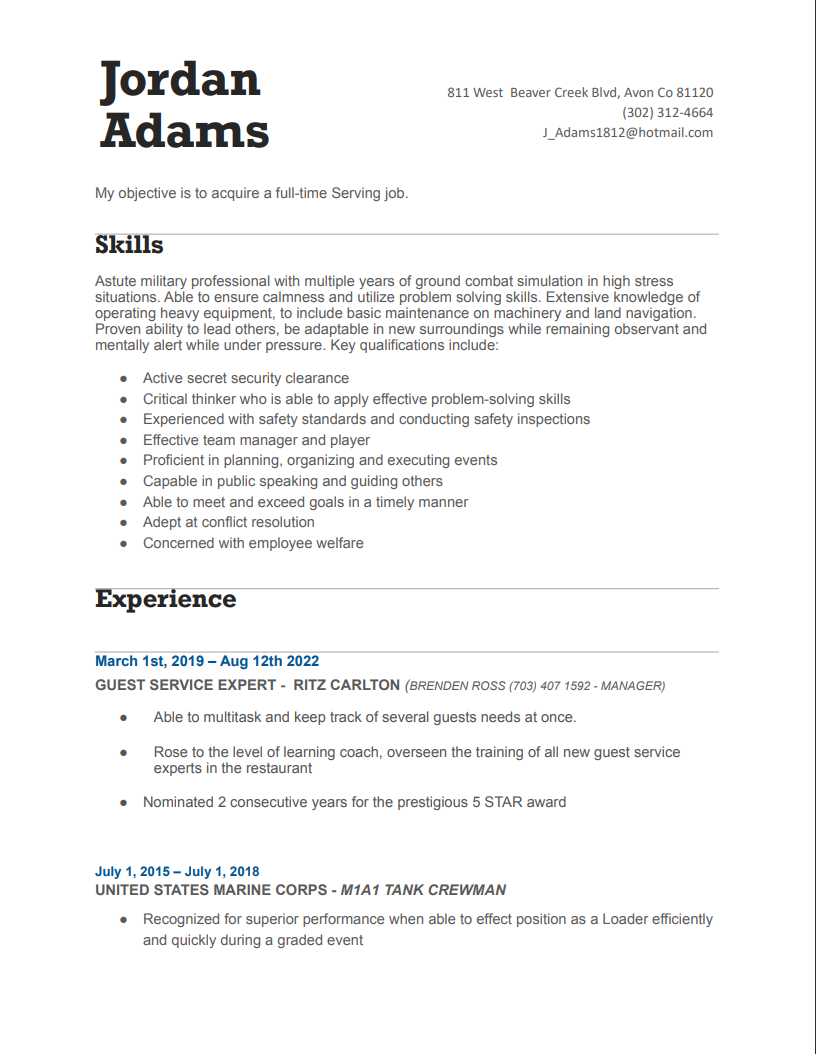 Jordan
Adams
811 West  Beaver Creek Blvd, Avon Co 81120
(302) 312-4664
J_Adams1812@hotmail.com
My objective is to acquire a full-time Serving job.
Skills
Astute military professional with multiple years of ground combat simulation in high stress
situations. Able to ensure calmness and utilize problem solving skills. Extensive knowledge of
operating heavy equipment, to include basic maintenance on machinery and land navigation.
Proven ability to lead others, be adaptable in new surroundings while remaining observant and
mentally alert while under pressure. Key qualifications include:
● Active secret security clearance
● Critical thinker who is able to apply effective problem-solving skills
● Experienced with safety standards and conducting safety inspections
● Effective team manager and player
● Proficient in planning, organizing and executing events
● Capable in public speaking and guiding others
● Able to meet and exceed goals in a timely manner
● Adept at conflict resolution
● Concerned with employee welfare
Experience
March 1st, 2019 – Aug 12th 2022
GUEST SERVICE EXPERT -  RITZ CARLTON (BRENDEN ROSS (703) 407 1592 - MANAGER)
● Able to multitask and keep track of several guests needs at once.
● Rose to the level of learning coach, overseen the training of all new guest service
experts in the restaurant
● Nominated 2 consecutive years for the prestigious 5 STAR award
July 1, 2015 – July 1, 2018
UNITED STATES MARINE CORPS - M1A1 TANK CREWMAN
● Recognized for superior performance when able to effect position as a Loader efficiently
and quickly during a graded event